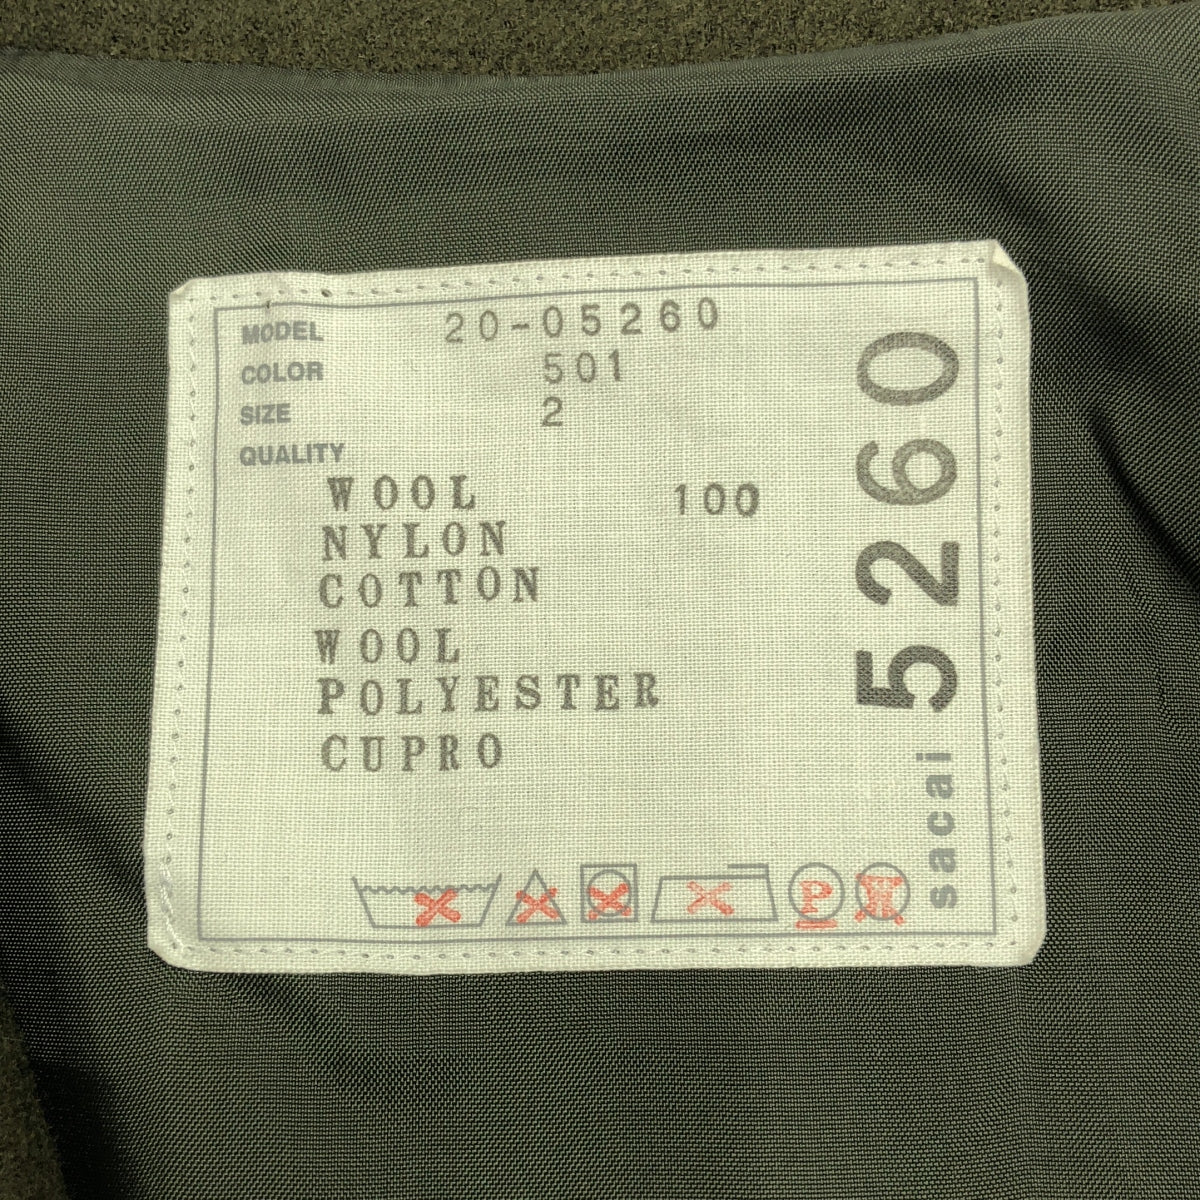 MODEL 20-05260
COLOR 501
SIZE 2
QUALITY
WOOL 100
NYLON
COTTON
WOOL
POLYESTER
CUPRO
P W
sacai 5260